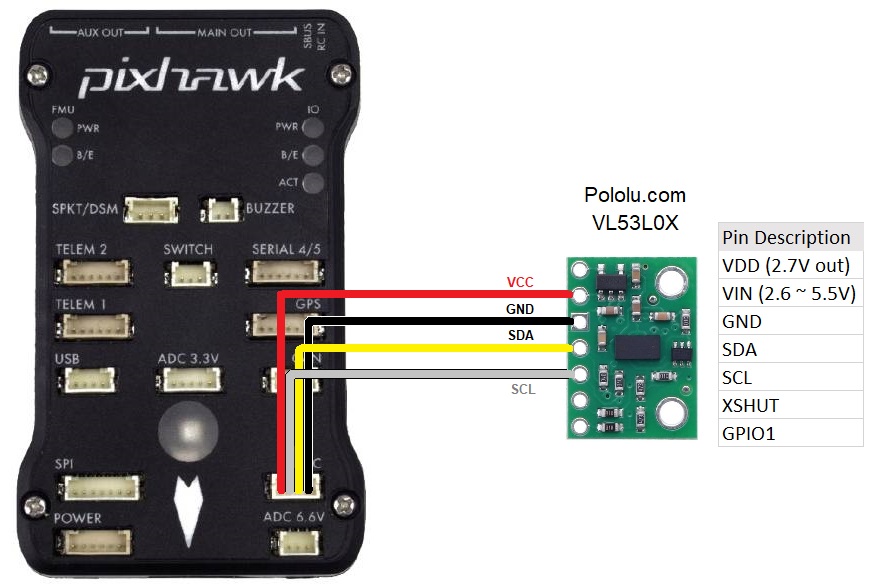 AUX OUT
MAIN OUT
SBUS
RC IN
pixhawk
FMU
IO
PWR
PWR
B/E
B/E
ACT
SPKT/DSM
BUZZER
TELEM 2
SWITCH
SERIAL 4/5
TELEM 1
GPS
USB
ADC 3.3V
SPI
POWER
ADC 6.6V
VCC
GND
SDA
SCL
Pololu.com
VL53L0X
Pin Description
VDD (2.7V out)
VIN (2.6 ~ 5.5V)
GND
SDA
SCL
XSHUT
GPIO1